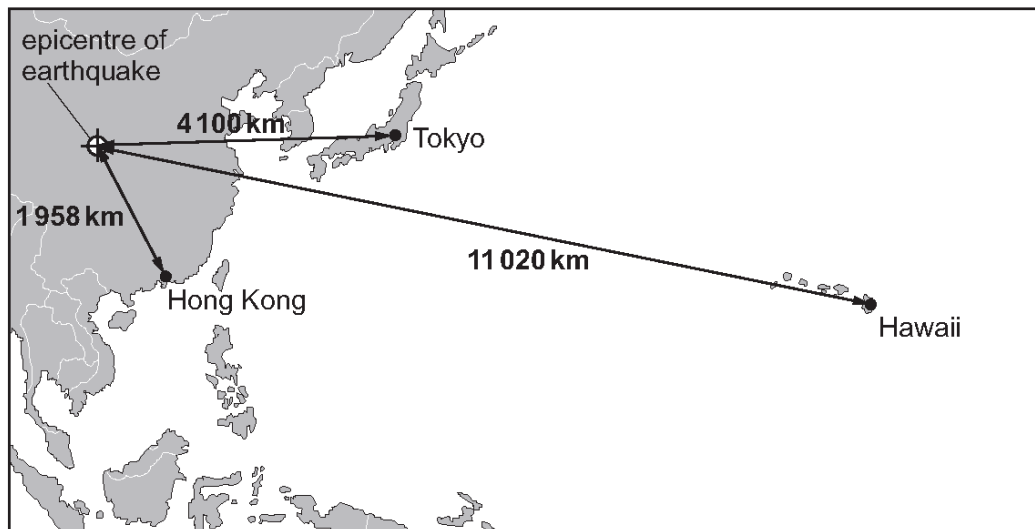 epicentre of
earthquake
4 100 km
Tokyo
1 958 km
11 020 km
Hong Kong
Hawaii